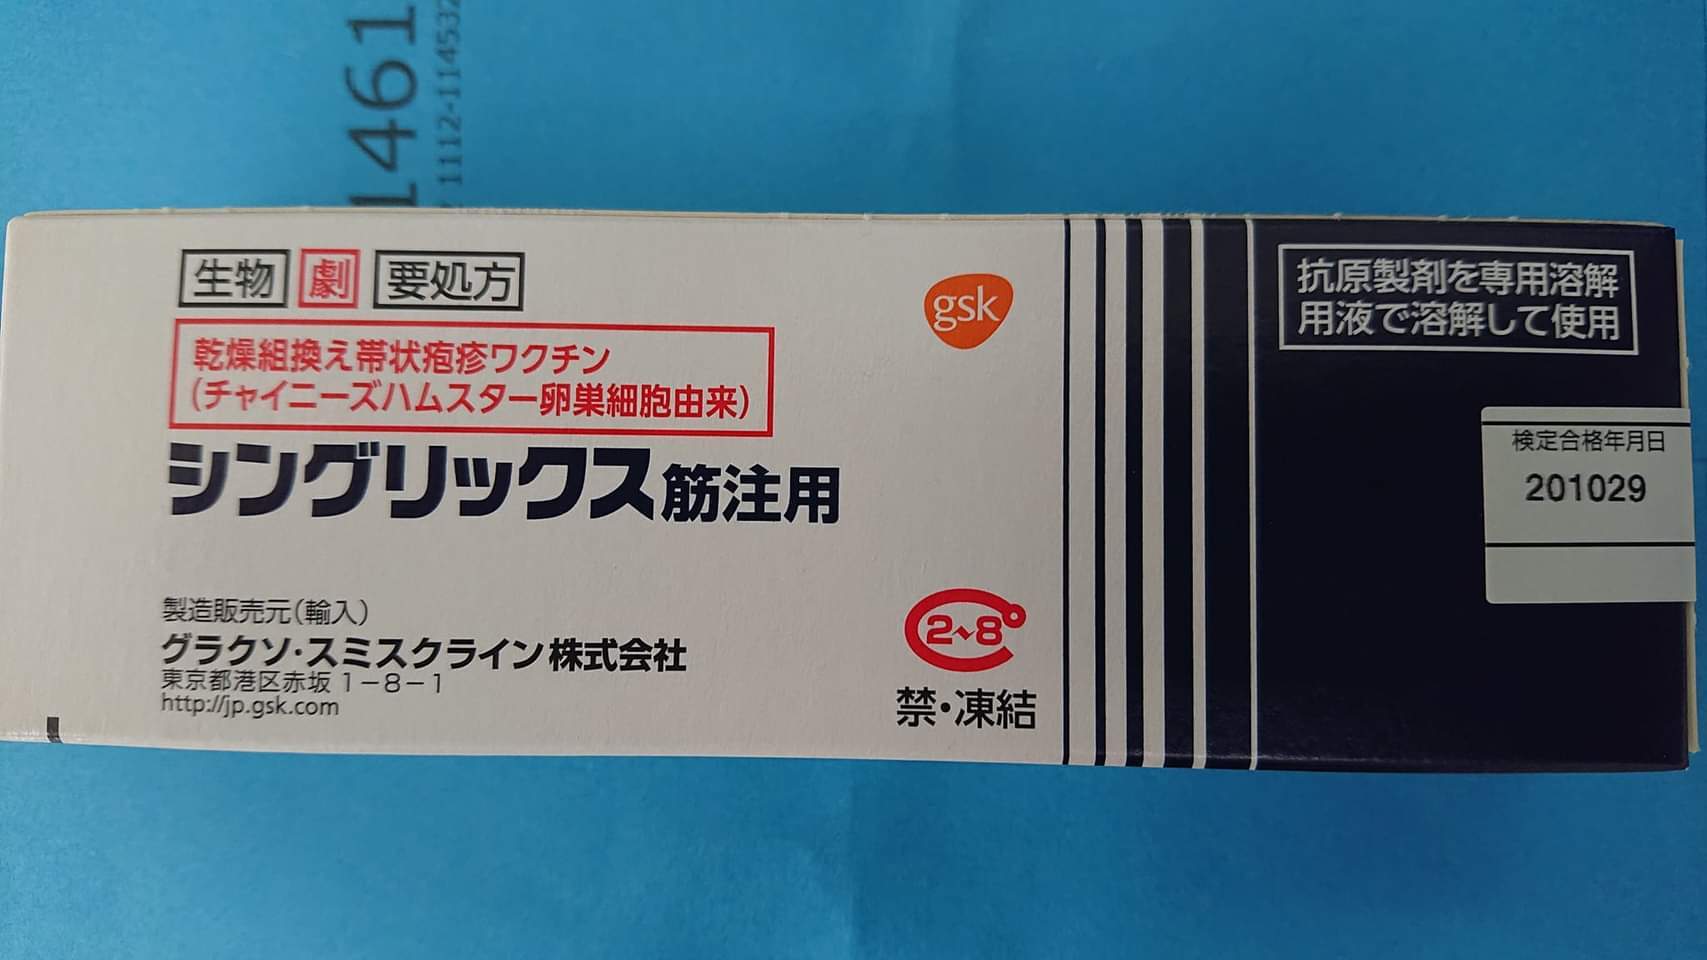 1461
1112-114532
生物 劇 要処方
乾燥組換え帯状疱疹ワクチン
(チャイニーズハムスター卵巣細胞由来)
シングリックス筋注用
製造販売元(輸入)
グラクソ・スミスクライン株式会社
東京都港区赤坂1-8-1
http://jp.gsk.com
gsk
2~8°
禁・凍結
抗原製剤を専用溶解
用液で溶解して使用
検定合格年月日
201029